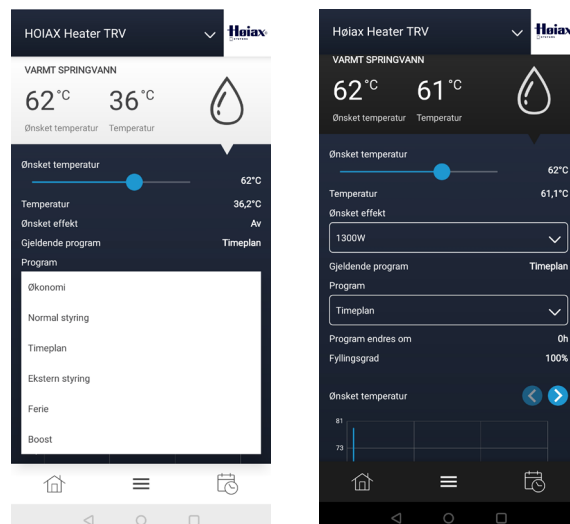 HOIAX Heater TRV
Høiax
SYSTEMS
VARMT SPRINGVANN
62°C 36°C
Ønsket temperatur Temperatur
Ønsket temperatur
62°C
Temperatur 36,2°C
Ønsket effekt Av
Gjeldende program Timeplan
Program
Økonomi
Normal styring
Timeplan
Ekstern styring
Ferie
Boost
Høiax Heater TRV
Høiax
SYSTEMS
VARMT SPRINGVANN
62°C 61°C
Ønsket temperatur Temperatur
Ønsket temperatur
62°C
Temperatur 61,1°C
Ønsket effekt
1300W
Gjeldende program Timeplan
Program
Timeplan
Program endres om 0h
Fyllingsgrad 100%
Ønsket temperatur
81
73